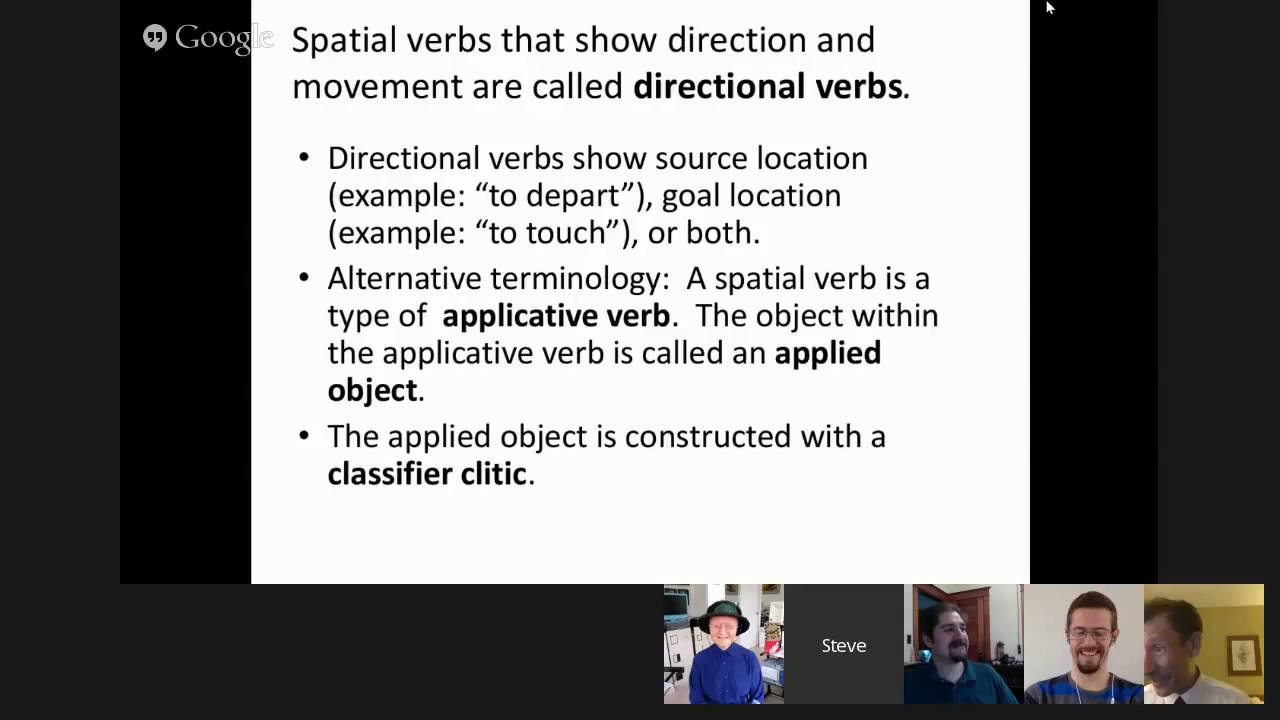 Google
Spatial verbs that show direction and
movement are called directional verbs.
• Directional verbs show source location
(example: “to depart”), goal location
(example: “to touch”), or both.
• Alternative terminology:  A spatial verb is a
type of  applicative verb.  The object within
the applicative verb is called an applied
object.
• The applied object is constructed with a
classifier clitic.
Steve